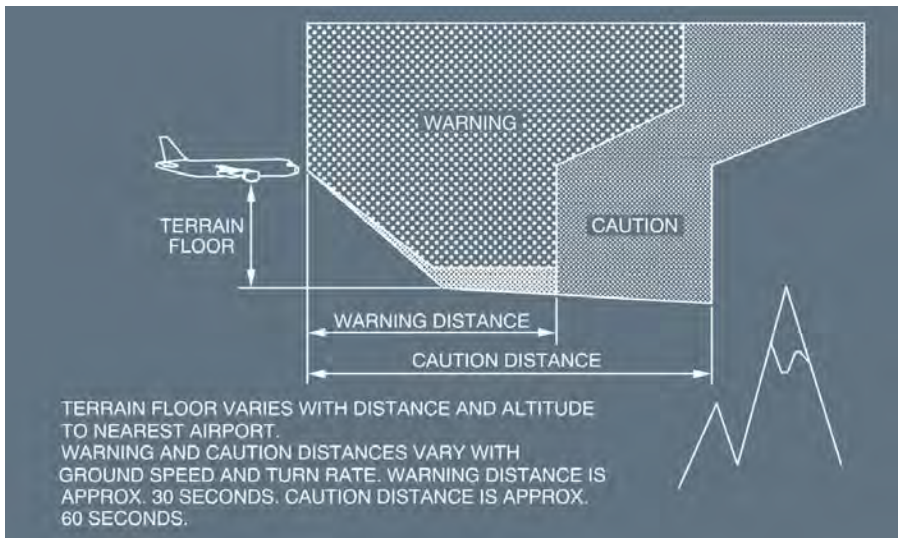 WARNING
TERRAIN
FLOOR
CAUTION
WARNING DISTANCE
CAUTION DISTANCE
TERRAIN FLOOR VARIES WITH DISTANCE AND ALTITUDE
TO NEAREST AIRPORT.
WARNING AND CAUTION DISTANCES VARY WITH
GROUND SPEED AND TURN RATE. WARNING DISTANCE IS
APPROX. 30 SECONDS. CAUTION DISTANCE IS APPROX.
60 SECONDS.